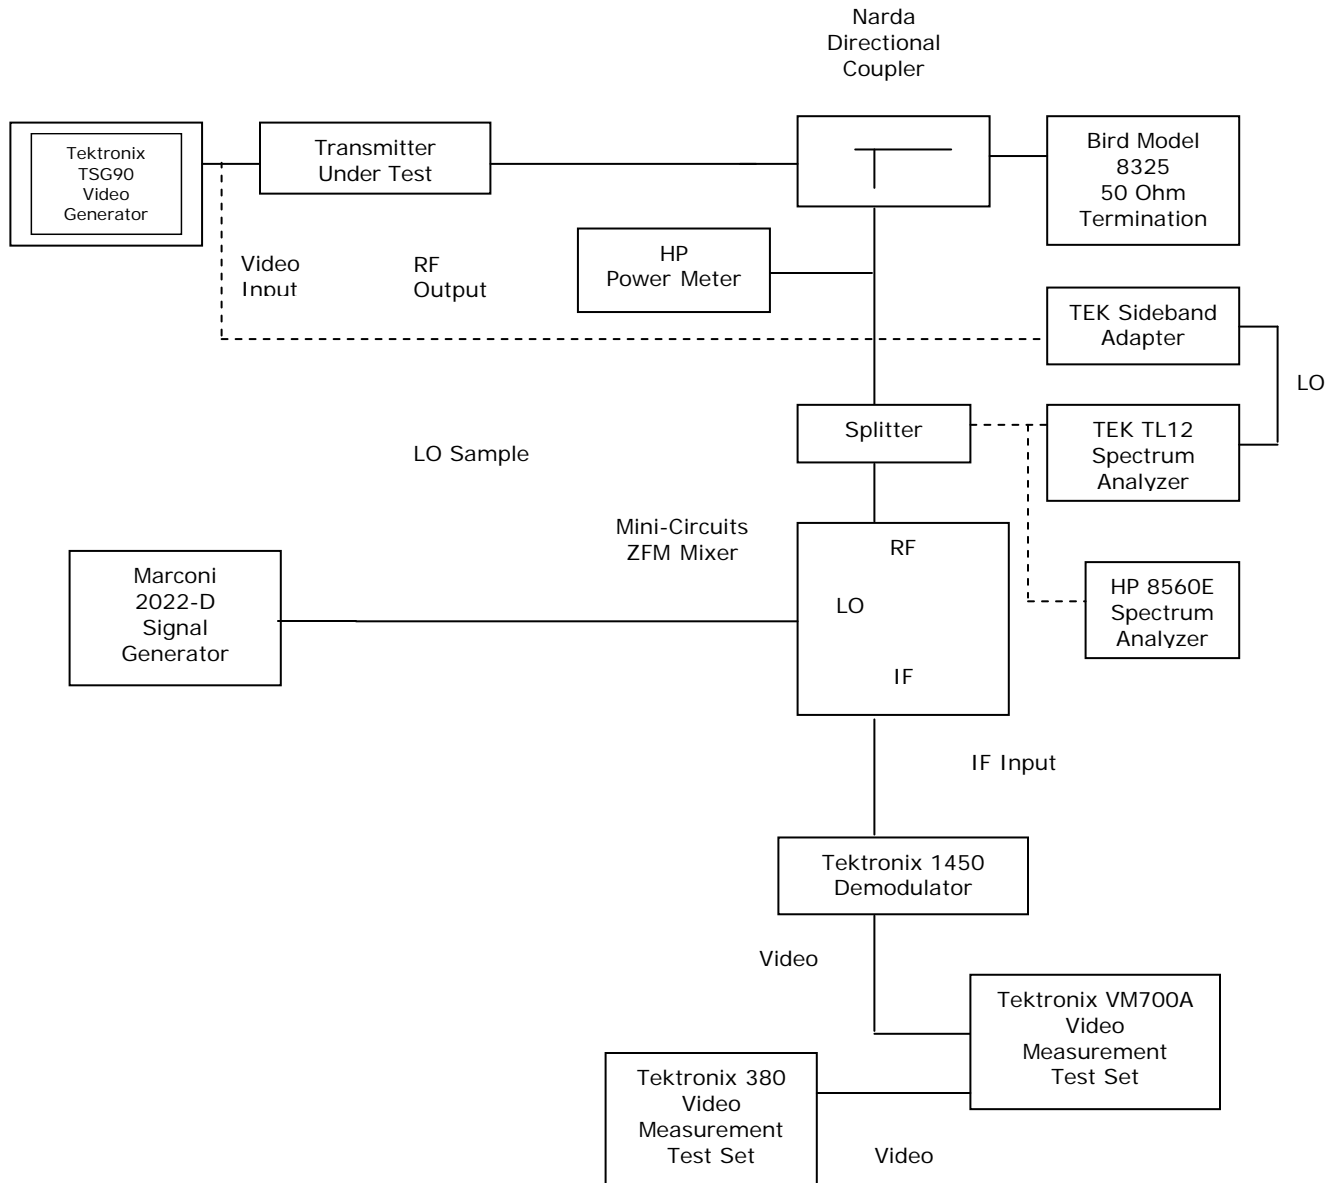 Narda
Directional
Coupler
Tektronix
TSG90
Video
Generator
Transmitter
Under Test
Bird Model
8325
50 Ohm
Termination
Video
Input
RF
Output
HP
Power Meter
TEK Sideband
Adapter
LO
Splitter
TEK TL12
Spectrum
Analyzer
LO Sample
Mini-Circuits
ZFM Mixer
RF
LO
IF
HP 8560E
Spectrum
Analyzer
Marconi
2022-D
Signal
Generator
IF Input
Tektronix 1450
Demodulator
Video
Tektronix VM700A
Video
Measurement
Test Set
Tektronix 380
Video
Measurement
Test Set
Video